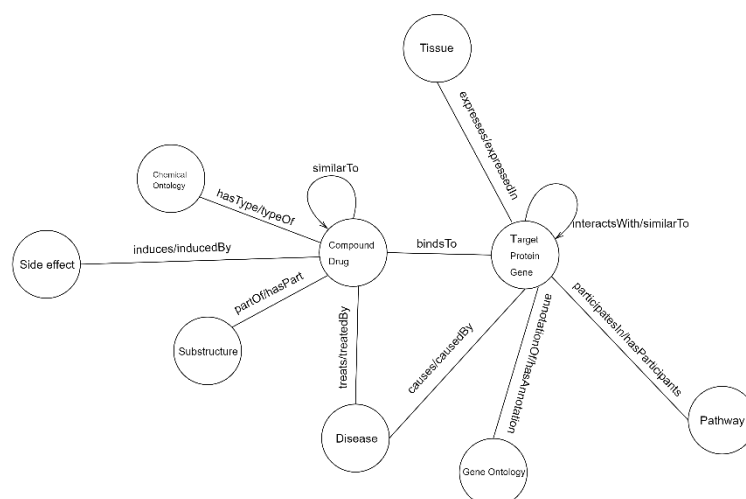 Tissue
expresses/expressedIn
similarTo
Chemical
Ontology
hasType/typeOf
interactsWith/similarTo
Target
Protein
Gene
Compound
Drug
bindsTo
induces/inducedBy
Side effect
partOf/hasPart
participatesIn/hasParticipants
annotationOf/hasAnnotation
treats/treatedBy
causes/causedBy
Substructure
Pathway
Disease
Gene Ontology